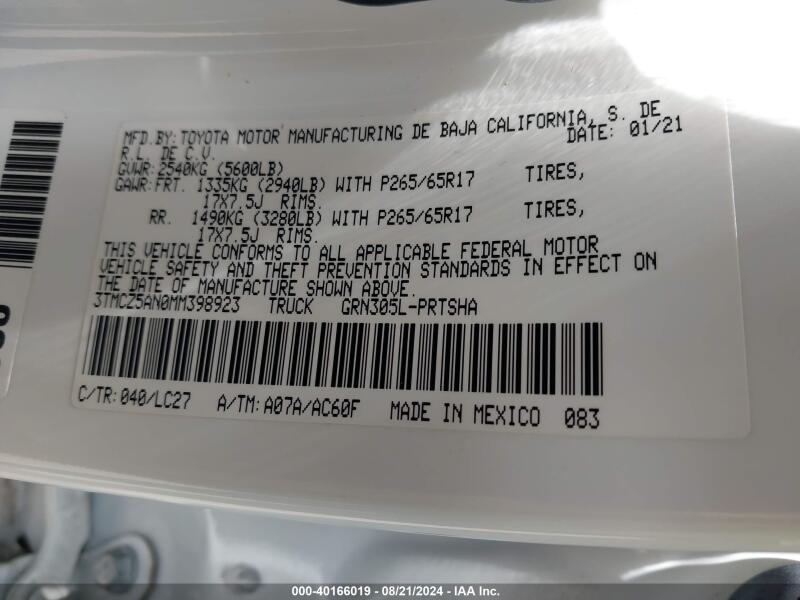 MFD.BY:TOYOTA MOTOR MANUFACTURING DE BAJA CALIFORNIA, S. DE
R.L. DE C.V. DATE: 01/21
GVWR:2540KG (5600LB)
GAWR:FRT. 1335KG (2940LB) WITH P265/65R17 TIRES,
17X7.5J RIMS.
RR. 1490KG (3280LB) WITH P265/65R17 TIRES,
17X7.5J RIMS.
THIS VEHICLE CONFORMS TO ALL APPLICABLE FEDERAL MOTOR
VEHICLE SAFETY AND THEFT PREVENTION STANDARDS IN EFFECT ON
THE DATE OF MANUFACTURE SHOWN ABOVE.
3TMCZ5AN0MM398923 TRUCK GRN305L-PRTSHA
C/TR:040/LC27 A/TM:A07A/AC60F MADE IN MEXICO 083
000-40166019 - 08/21/2024 - IAA Inc.